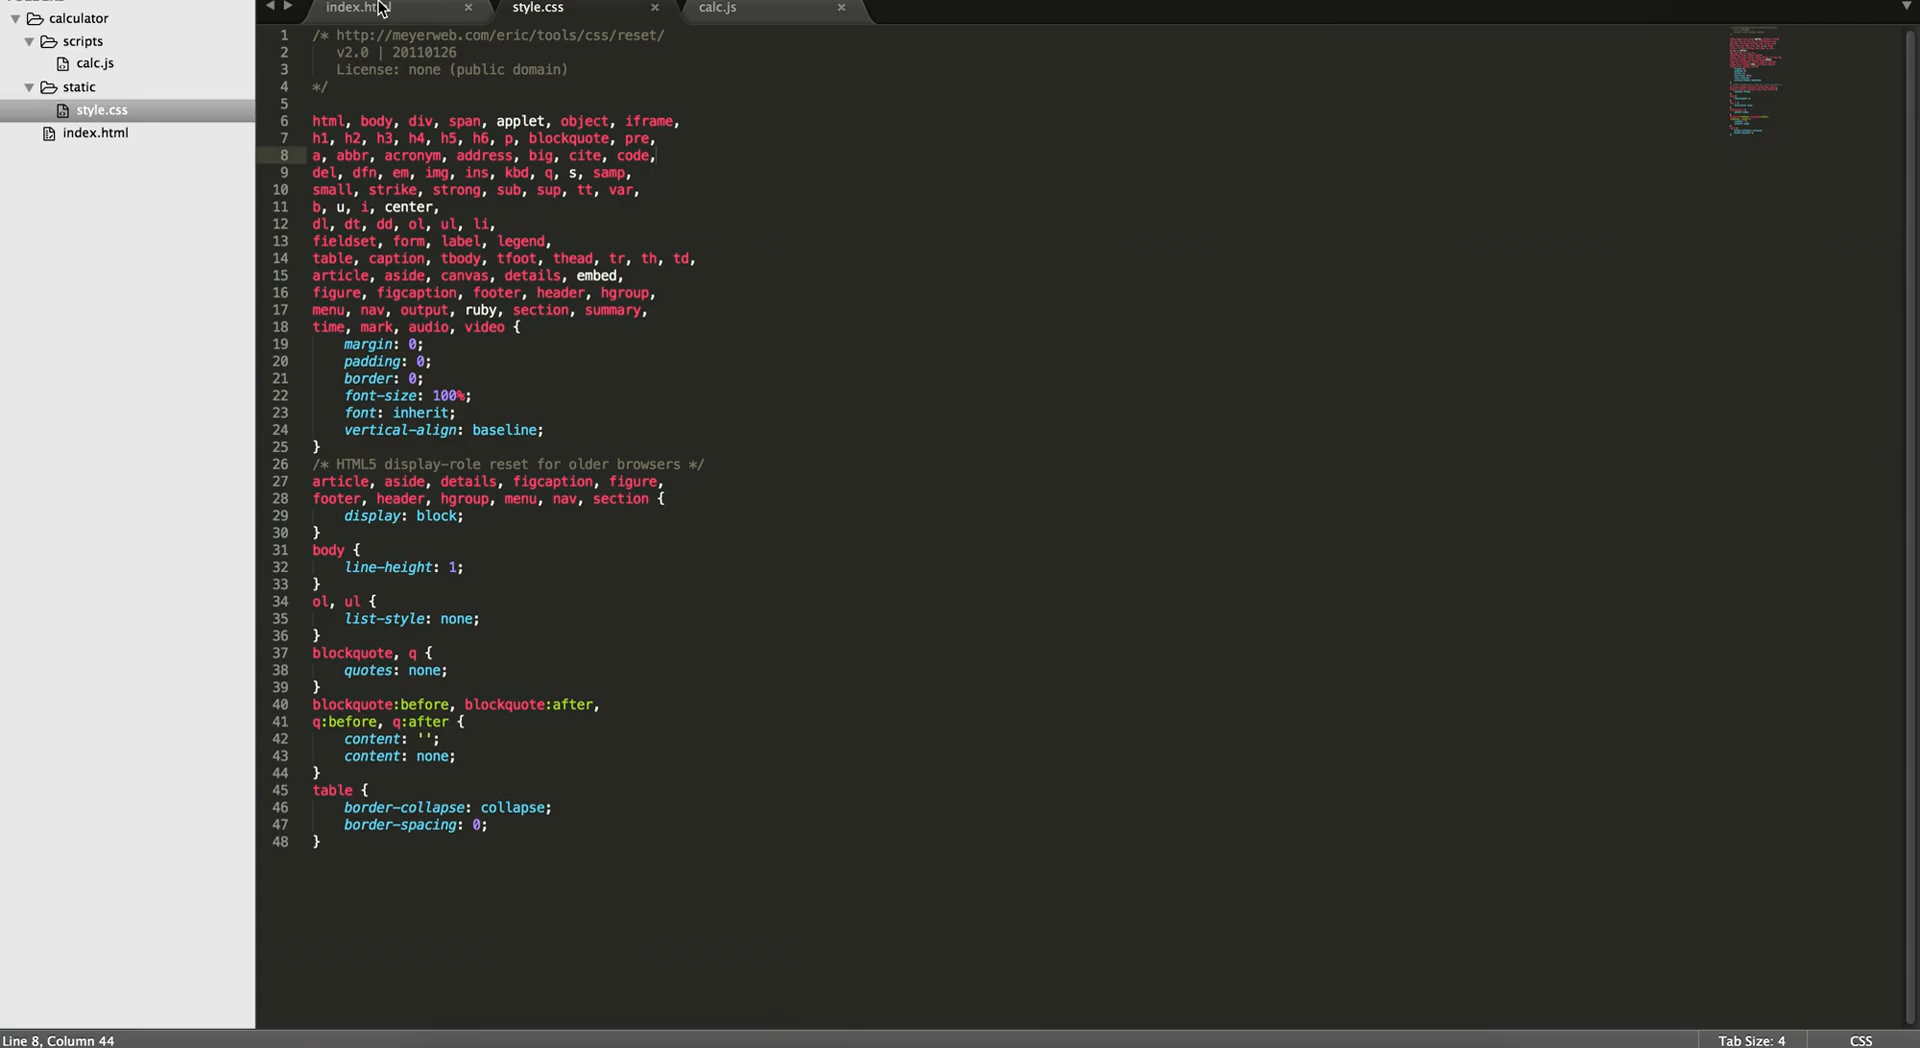 calculator
scripts
calc.js
static
style.css
index.html
style.css
calc.js
1 /* http://meyerweb.com/eric/tools/css/reset/
2 v2.0 | 20110126
3 License: none (public domain)
4 */
5
6 html, body, div, span, applet, object, iframe,
7 h1, h2, h3, h4, h5, h6, p, blockquote, pre,
8 a, abbr, acronym, address, big, cite, code,
9 del, dfn, em, img, ins, kbd, q, s, samp,
10 small, strike, strong, sub, sup, tt, var,
11 b, u, i, center,
12 dl, dt, dd, ol, ul, li,
13 fieldset, form, label, legend,
14 table, caption, tbody, tfoot, thead, tr, th, td,
15 article, aside, canvas, details, embed,
16 figure, figcaption, footer, header, hgroup,
17 menu, nav, output, ruby, section, summary,
18 time, mark, audio, video {
19 margin: 0;
20 padding: 0;
21 border: 0;
22 font-size: 100%;
23 font: inherit;
24 vertical-align: baseline;
25 }
26 /* HTML5 display-role reset for older browsers */
27 article, aside, details, figcaption, figure,
28 footer, header, hgroup, menu, nav, section {
29 display: block;
30 }
31 body {
32 line-height: 1;
33 }
34 ol, ul {
35 list-style: none;
36 }
37 blockquote, q {
38 quotes: none;
39 }
40 blockquote:before, blockquote:after,
41 q:before, q:after {
42 content: '';
43 content: none;
44 }
45 table {
46 border-collapse: collapse;
47 border-spacing: 0;
48 }
Line 8, Column 44
Tab Size: 4
CSS